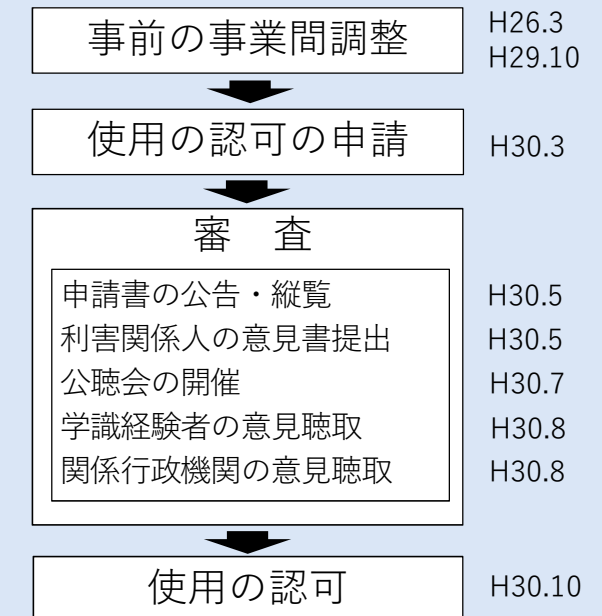 事前の事業間調整
H26.3
H29.10
使用の認可の申請
H30.3
審　査
申請書の公告・縦覧 H30.5
利害関係人の意見書提出 H30.5
公聴会の開催 H30.7
学識経験者の意見聴取 H30.8
関係行政機関の意見聴取 H30.8
使用の認可
H30.10